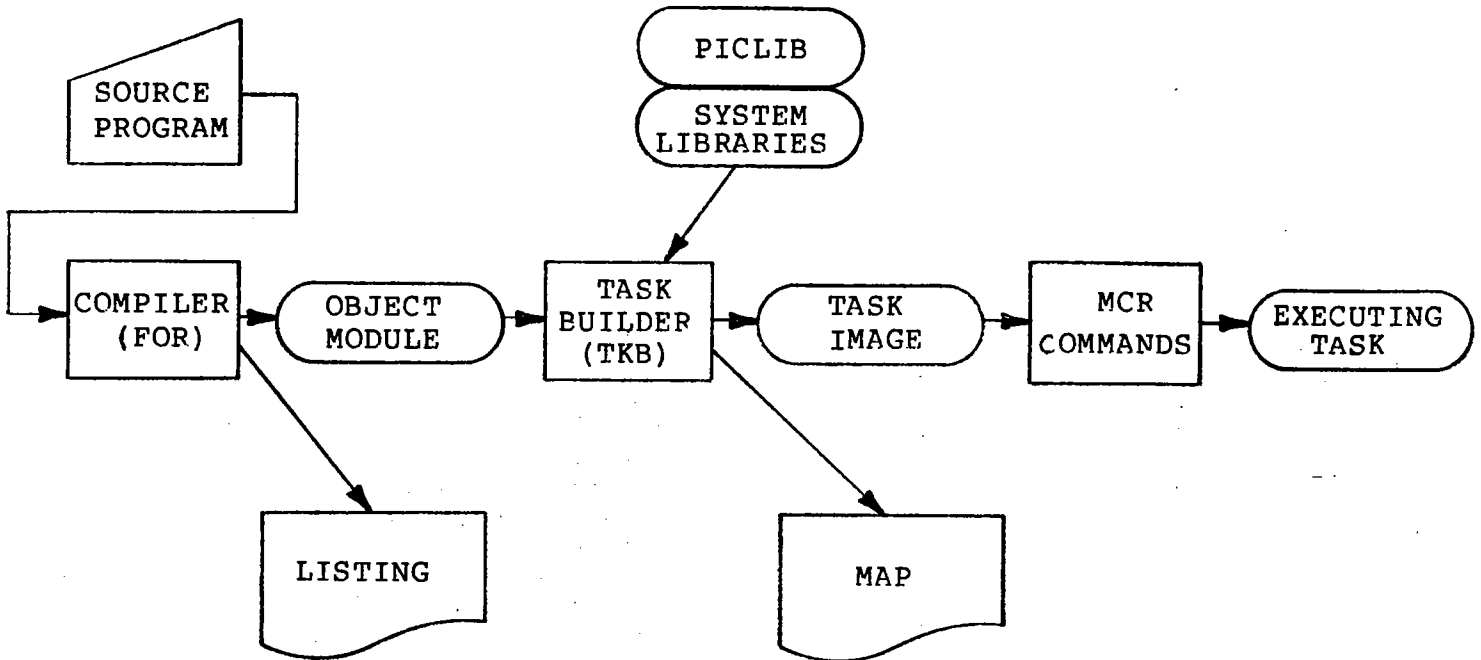 PICLIB
SOURCE
PROGRAM
SYSTEM
LIBRARIES
COMPILER
(FOR)
OBJECT
MODULE
TASK
BUILDER
(TKB)
TASK
IMAGE
MCR
COMMANDS
EXECUTING
TASK
LISTING
MAP